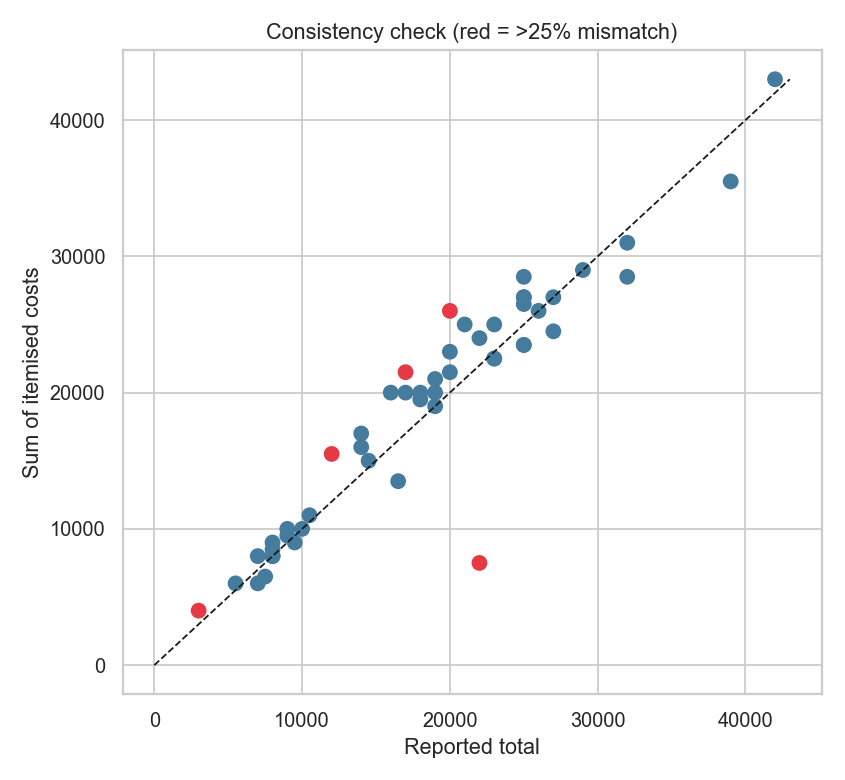 Consistency check (red = >25% mismatch)
Sum of itemised costs
40000
30000
20000
10000
0
0 10000 20000 30000 40000
Reported total